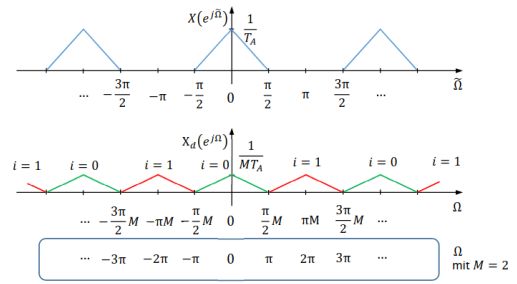 X(e^{jΩ̃})
1/T_A
··· −3π/2 −π −π/2 0 π/2 π 3π/2 ··· Ω̃
X_d(e^{jΩ})
1/MT_A
i = 1 i = 0 i = 1 i = 0 i = 1 i = 0 i = 1
Ω
··· −3π/2 M −πM −π/2 M 0 π/2 M πM 3π/2 M ···
··· −3π −2π −π 0 π 2π 3π ··· Ω
mit M = 2